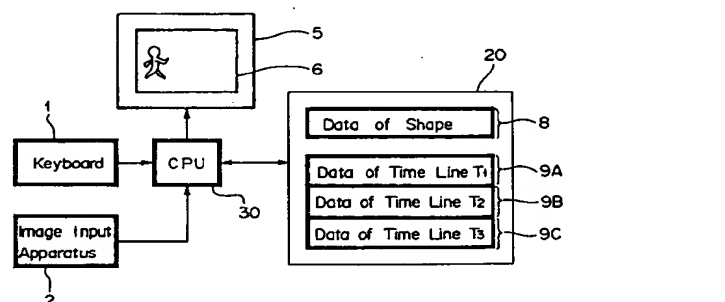 5
6
20
1
Data of Shape
8
Keyboard
CPU
Data of Time Line T1
9A
30
Data of Time Line T2
9B
Image Input
Apparatus
Data of Time Line T3
9C
2